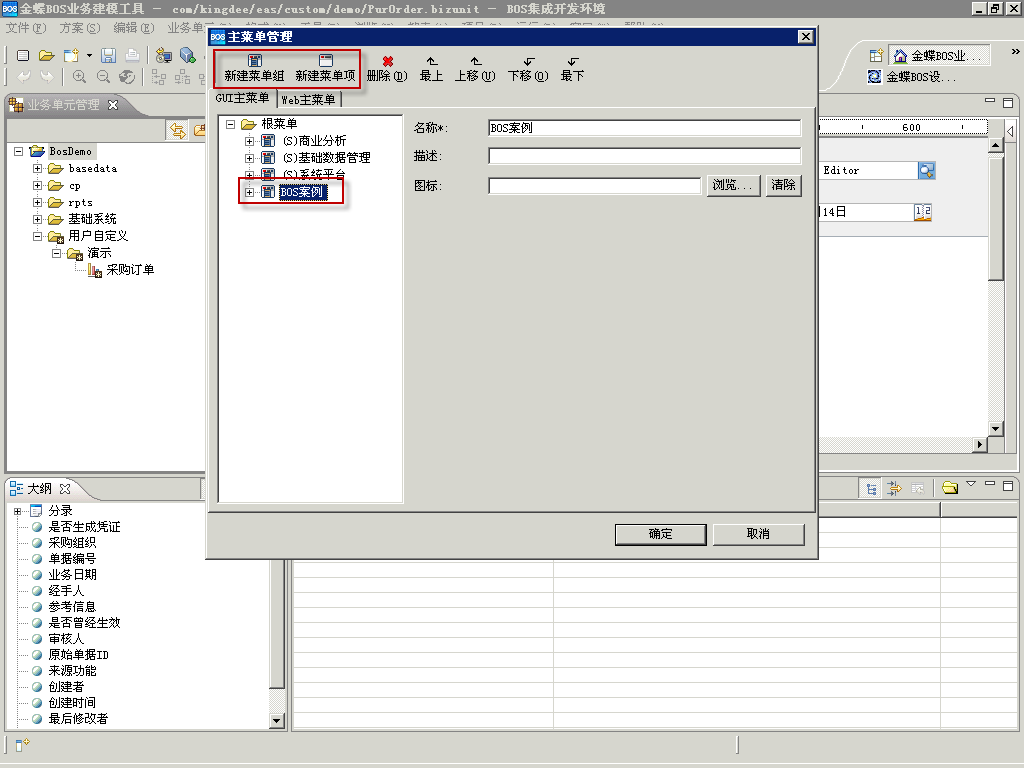 金蝶BOS业务建模工具 － com/kingdee/eas/custom/demo/PurOrder.bizunit － BOS集成开发环境
文件(F) 方案(S) 编辑(E) 业务单元
主菜单管理
新建菜单组 新建菜单项 删除(D) 最上 上移(U) 下移(O) 最下
GUI主菜单 Web主菜单
根菜单
(S)商业分析
(S)基础数据管理
(S)系统平台
BOS案例
名称*: BOS案例
描述:
图标: 浏览... 清除
确定 取消
金蝶BOS业...
金蝶BOS设...
业务单元管理
BosDemo
basedata
cp
rpts
基础系统
用户自定义
演示
采购订单
600
Editor
14日
大纲
分录
是否生成凭证
采购组织
单据编号
业务日期
经手人
参考信息
是否曾经生效
审核人
原始单据ID
来源功能
创建者
创建时间
最后修改者